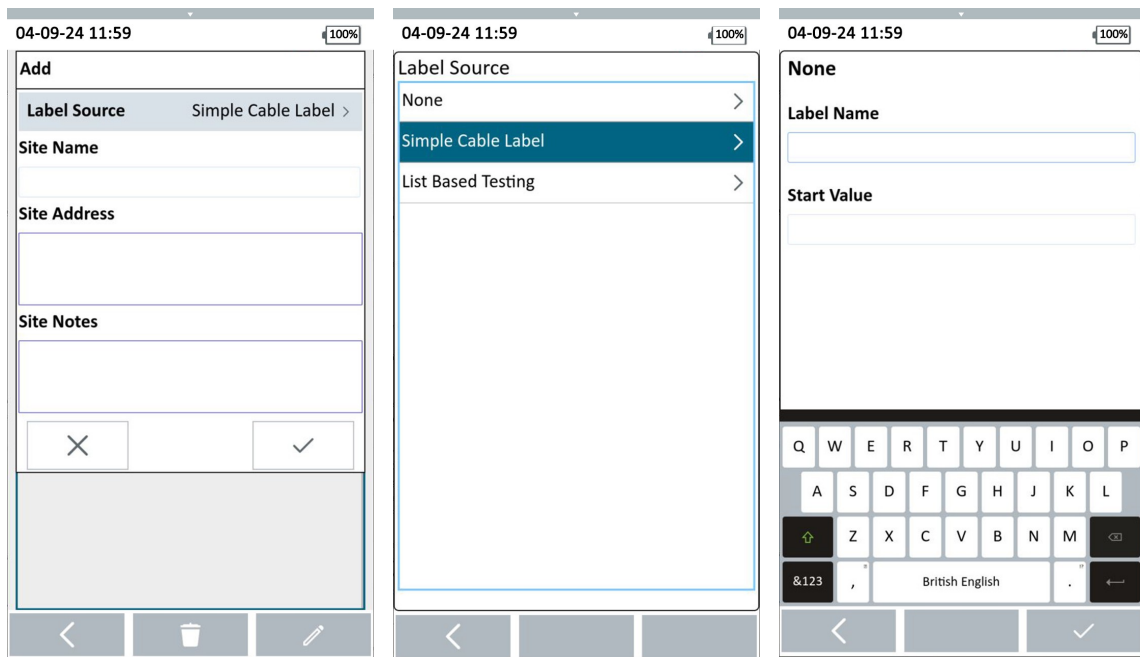 04-09-24 11:59
100%
Add
Label Source Simple Cable Label >
Site Name
Site Address
Site Notes
04-09-24 11:59
100%
Label Source
None >
Simple Cable Label >
List Based Testing >
04-09-24 11:59
100%
None
Label Name
Start Value
Q W E R T Y U I O P
A S D F G H J K L
Z X C V B N M
&123 , British English .